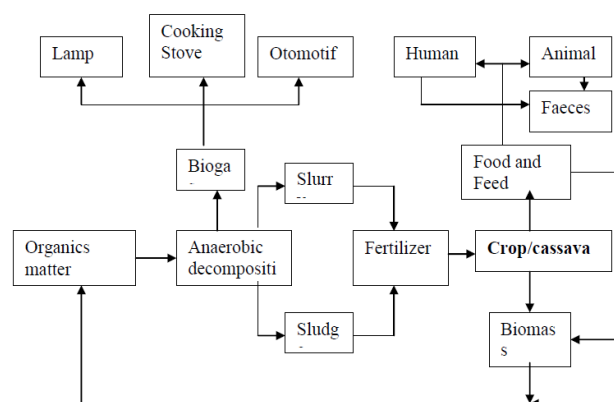 Lamp
Cooking
Stove
Otomotif
Human
Animal
Faeces
Bioga
Slurr
Food and
Feed
Organics
matter
Anaerobic
decompositi
Fertilizer
Crop/cassava
Sludg
Biomas
s